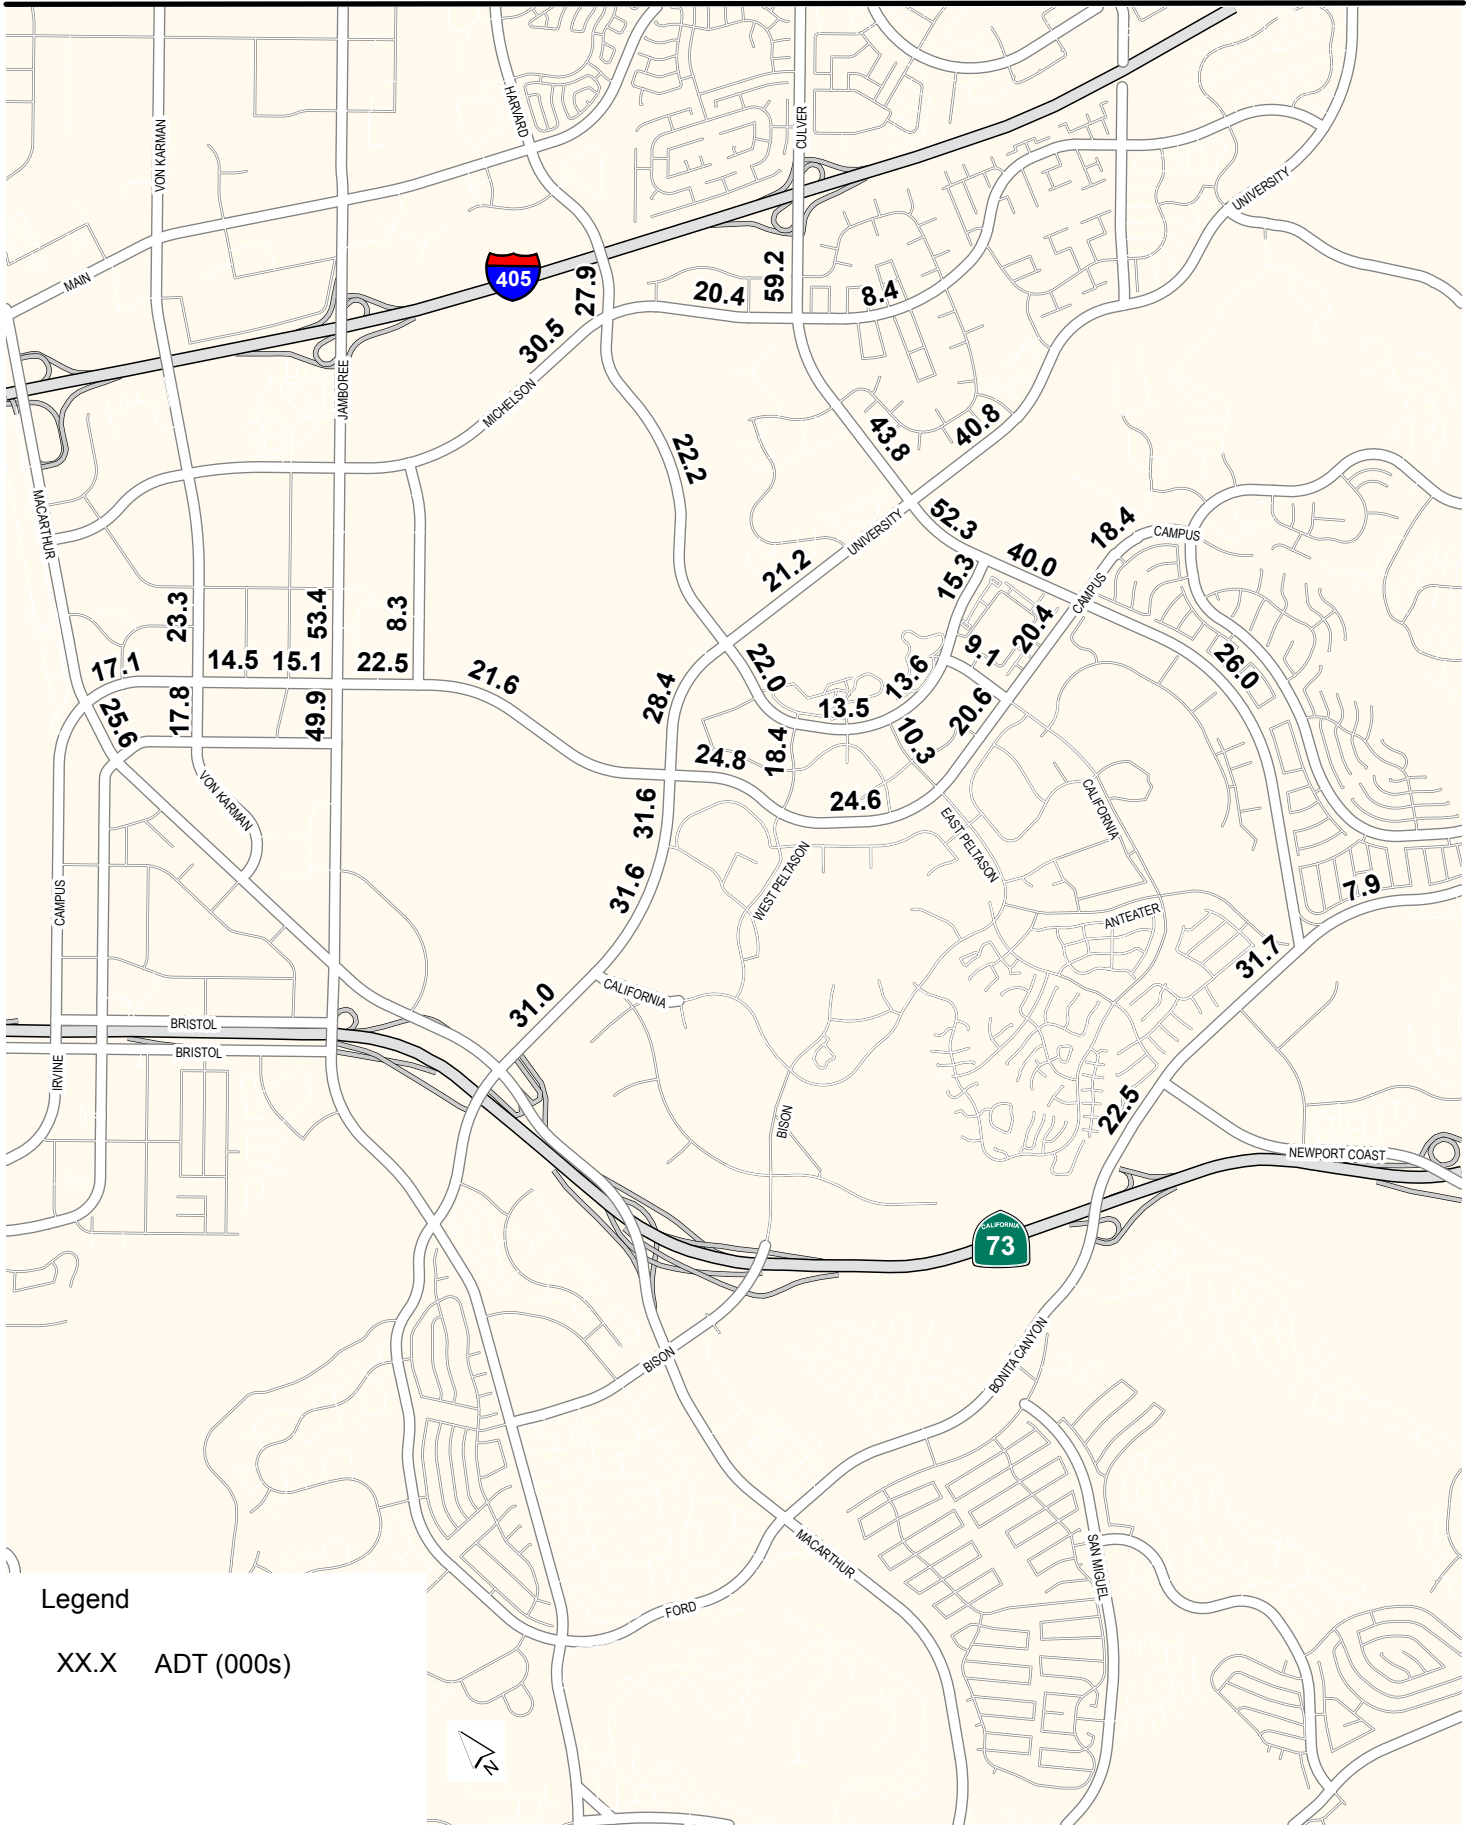 HARVARD
VON KARMAN
CULVER
UNIVERSITY
MAIN
405
27.9
59.2
20.4
8.4
30.5
JAMBOREE
MICHELSON
22.2
43.8
40.8
MACARTHUR
UNIVERSITY
52.3
18.4
CAMPUS
40.0
21.2
15.3
CAMPUS
23.3
53.4
8.3
20.4
9.1
17.1
14.5
15.1
22.5
21.6
22.0
13.6
26.0
25.6
17.8
49.9
28.4
13.5
20.6
10.3
18.4
24.8
VON KARMAN
31.6
24.6
CALIFORNIA
EAST PELTASON
31.6
WEST PELTASON
7.9
CAMPUS
ANTEATER
31.7
CALIFORNIA
31.0
BRISTOL
BRISTOL
IRVINE
22.5
BISON
NEWPORT COAST
CALIFORNIA
73
BONITA CANYON
BISON
MACARTHUR
SAN MIGUEL
FORD
Legend
XX.X ADT (000s)
N